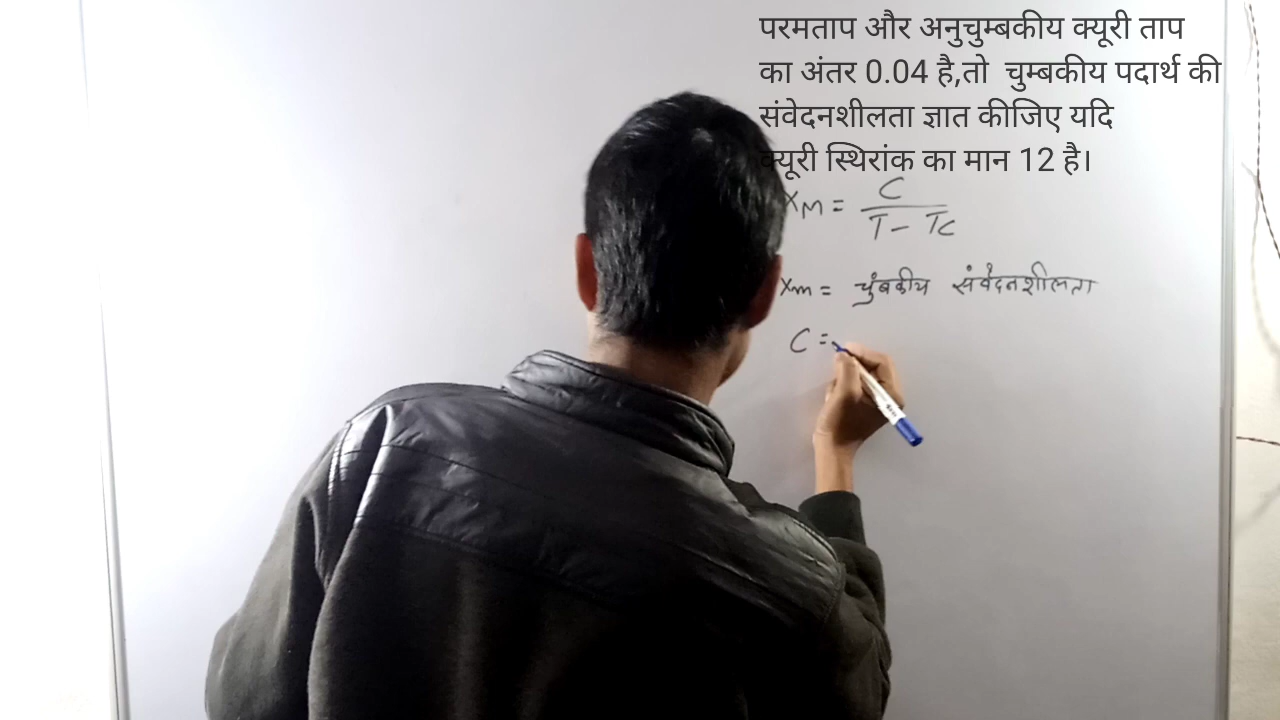 परमताप और अनुचुम्बकीय क्यूरी ताप
का अंतर 0.04 है,तो चुम्बकीय पदार्थ की
संवेदनशीलता ज्ञात कीजिए यदि
क्यूरी स्थिरांक का मान 12 है।
XM = C / T - Tc
Xm = चुंबकीय संवेदनशीलता
C =